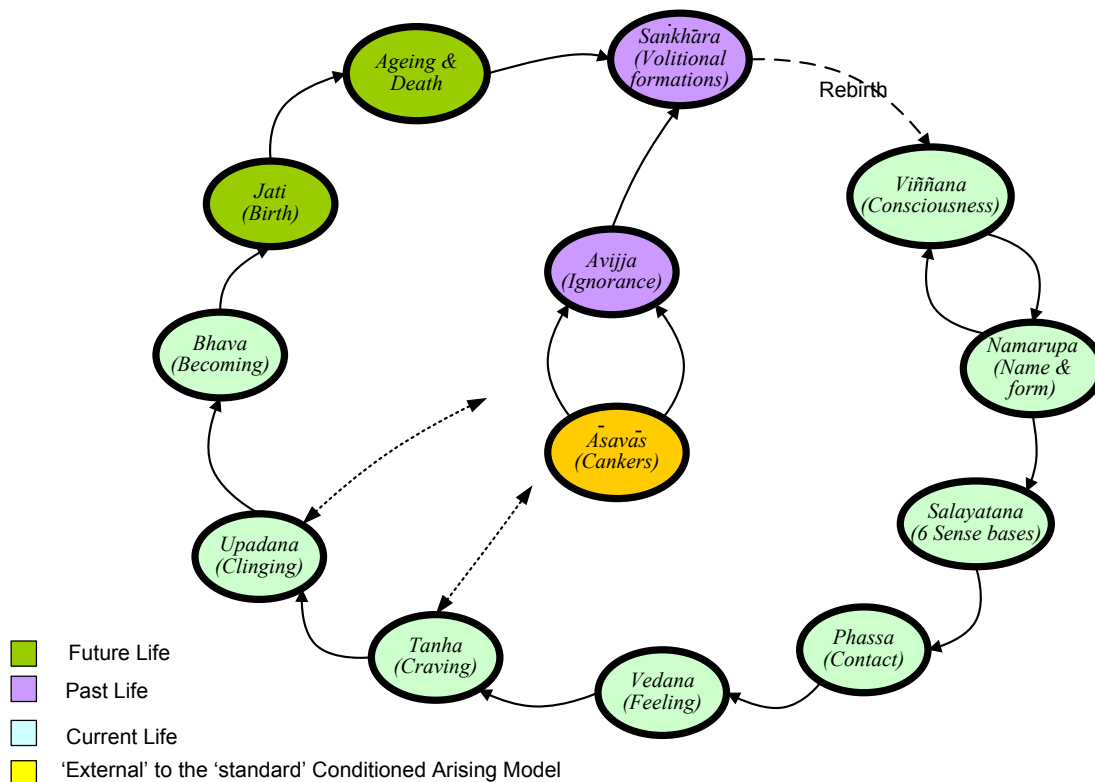 Saṅkhāra
(Volitional
formations)
Ageing &
Death
Rebirth
Viññana
(Consciousness)
Jati
(Birth)
Avijja
(Ignorance)
Namarupa
(Name &
form)
Bhava
(Becoming)
Āsavās
(Cankers)
Salayatana
(6 Sense bases)
Upadana
(Clinging)
Phassa
(Contact)
Tanha
(Craving)
Vedana
(Feeling)
Future Life
Past Life
Current Life
‘External’ to the ‘standard’ Conditioned Arising Model